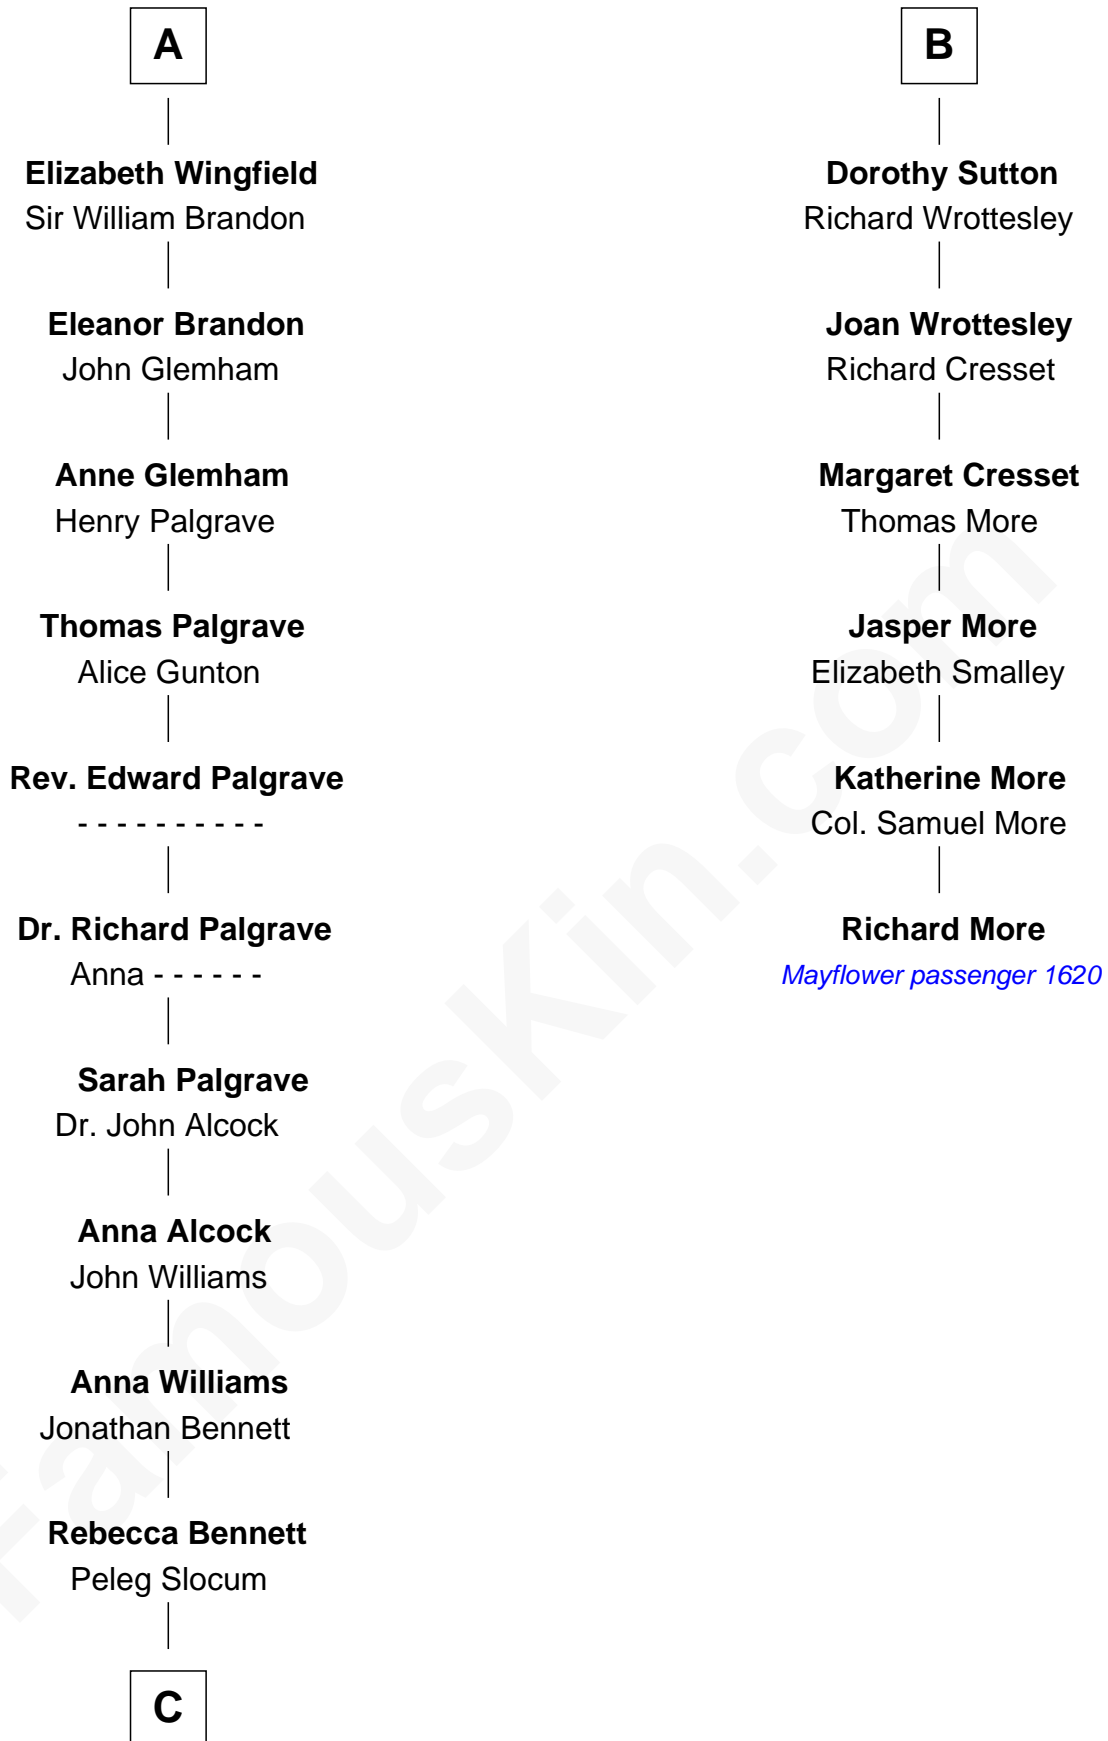 A
Elizabeth Wingfield
Sir William Brandon
Eleanor Brandon
John Glemham
Anne Glemham
Henry Palgrave
Thomas Palgrave
Alice Gunton
Rev. Edward Palgrave
- - - - - - - - - -
Dr. Richard Palgrave
Anna - - - - - -
Sarah Palgrave
Dr. John Alcock
Anna Alcock
John Williams
Anna Williams
Jonathan Bennett
Rebecca Bennett
Peleg Slocum
C
B
Dorothy Sutton
Richard Wrottesley
Joan Wrottesley
Richard Cresset
Margaret Cresset
Thomas More
Jasper More
Elizabeth Smalley
Katherine More
Col. Samuel More
Richard More
Mayflower passenger 1620
FamousKin.com